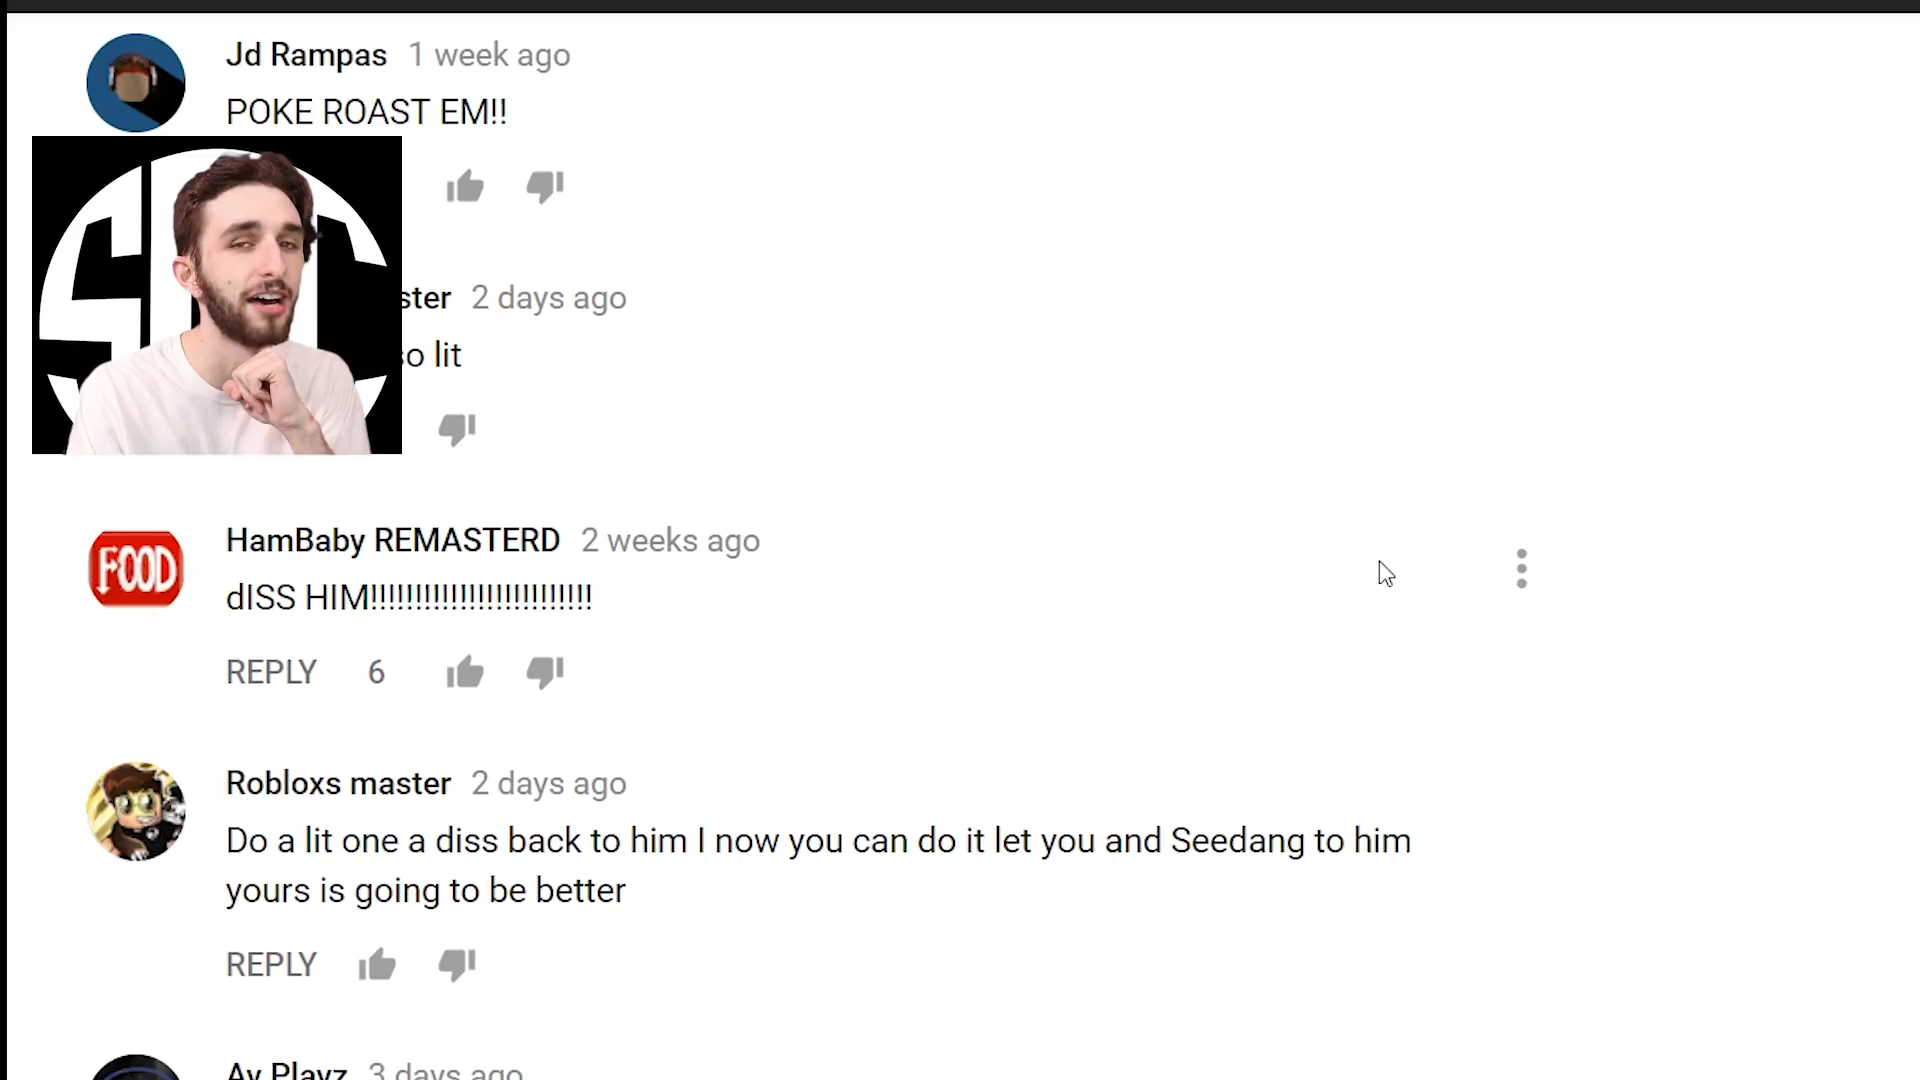 Jd Rampas 1 week ago
POKE ROAST EM!!
ster 2 days ago
so lit
HamBaby REMASTERD 2 weeks ago
FOOD
dISS HIM!!!!!!!!!!!!!!!!!!!!!!!!!
REPLY 6
Robloxs master 2 days ago
Do a lit one a diss back to him I now you can do it let you and Seedang to him
yours is going to be better
REPLY
Ay Playz 3 days ago